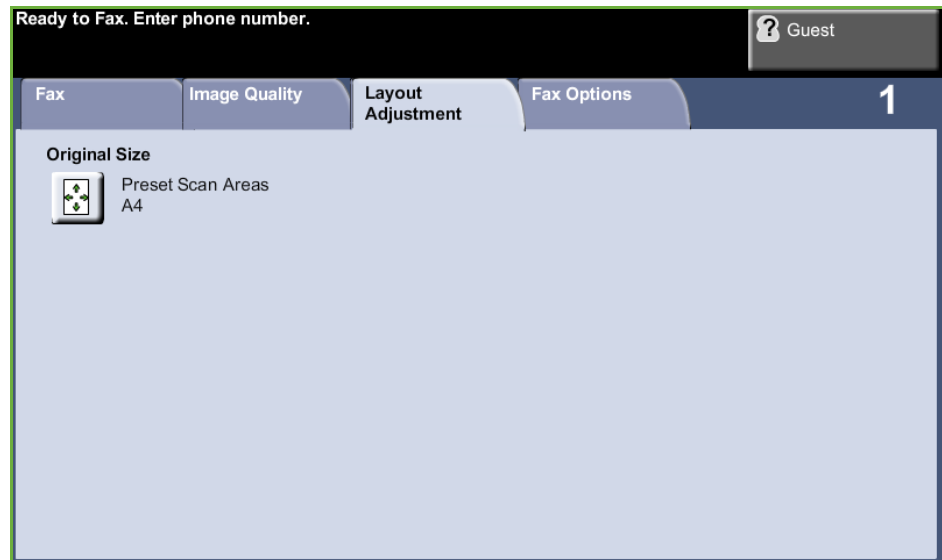 Ready to Fax. Enter phone number.
? Guest
Fax
Image Quality
Layout
Adjustment
Fax Options
1
Original Size
Preset Scan Areas
A4